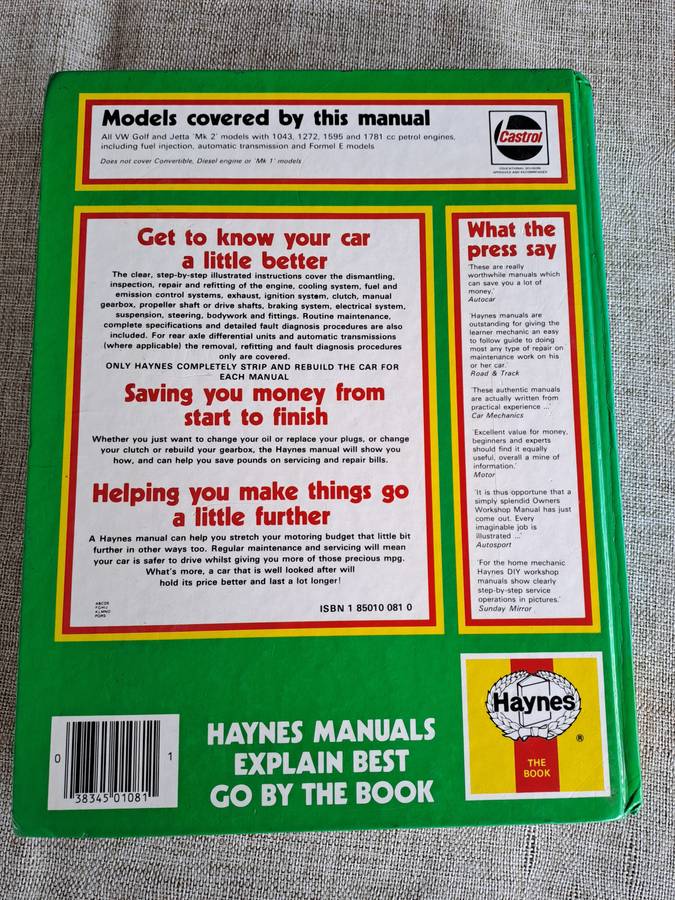 Models covered by this manual
All VW Golf and Jetta 'Mk 2' models with 1043, 1272, 1595 and 1781 cc petrol engines,
including fuel injection, automatic transmission and Formel E models
Does not cover Convertible, Diesel engine or 'Mk 1' models
Castrol
EDUCATIONAL DIVISION
APPROVED AND RECOMMENDED
Get to know your car
a little better
The clear, step-by-step illustrated instructions cover the dismantling,
inspection, repair and refitting of the engine, cooling system, fuel and
emission control systems, exhaust, ignition system, clutch, manual
gearbox, propeller shaft or drive shafts, braking system, electrical system,
suspension, steering, bodywork and fittings. Routine maintenance,
complete specifications and detailed fault diagnosis procedures are also
included. For rear axle differential units and automatic transmissions
(where applicable) the removal, refitting and fault diagnosis procedures
only are covered.
ONLY HAYNES COMPLETELY STRIP AND REBUILD THE CAR FOR
EACH MANUAL
Saving you money from
start to finish
Whether you just want to change your oil or replace your plugs, or change
your clutch or rebuild your gearbox, the Haynes manual will show you
how, and can help you save pounds on servicing and repair bills.
Helping you make things go
a little further
A Haynes manual can help you stretch your motoring budget that little bit
further in other ways too. Regular maintenance and servicing will mean
your car is safer to drive whilst giving you more of those precious mpg.
What's more, a car that is well looked after will
hold its price better and last a lot longer!
ABCDE
FGHIJ
KLMNO
PQRS
ISBN 1 85010 081 0
What the
press say
'These are really
worthwhile manuals which
can save you a lot of
money.'
Autocar
'Haynes manuals are
outstanding for giving the
learner mechanic an easy
to follow guide to doing
most any type of repair on
maintenance work on his
or her car.'
Road & Track
'These authentic manuals
are actually written from
practical experience ...'
Car Mechanics
'Excellent value for money,
beginners and experts
should find it equally
useful, overall a mine of
information.'
Motor
'It is thus opportune that a
simply splendid Owners
Workshop Manual has just
come out. Every
imaginable job is
illustrated ...'
Autosport
'For the home mechanic
Haynes DIY workshop
manuals show clearly
step-by-step service
operations in pictures.'
Sunday Mirror
0 38345 01081 1
HAYNES MANUALS
EXPLAIN BEST
GO BY THE BOOK
Haynes
®
THE
BOOK